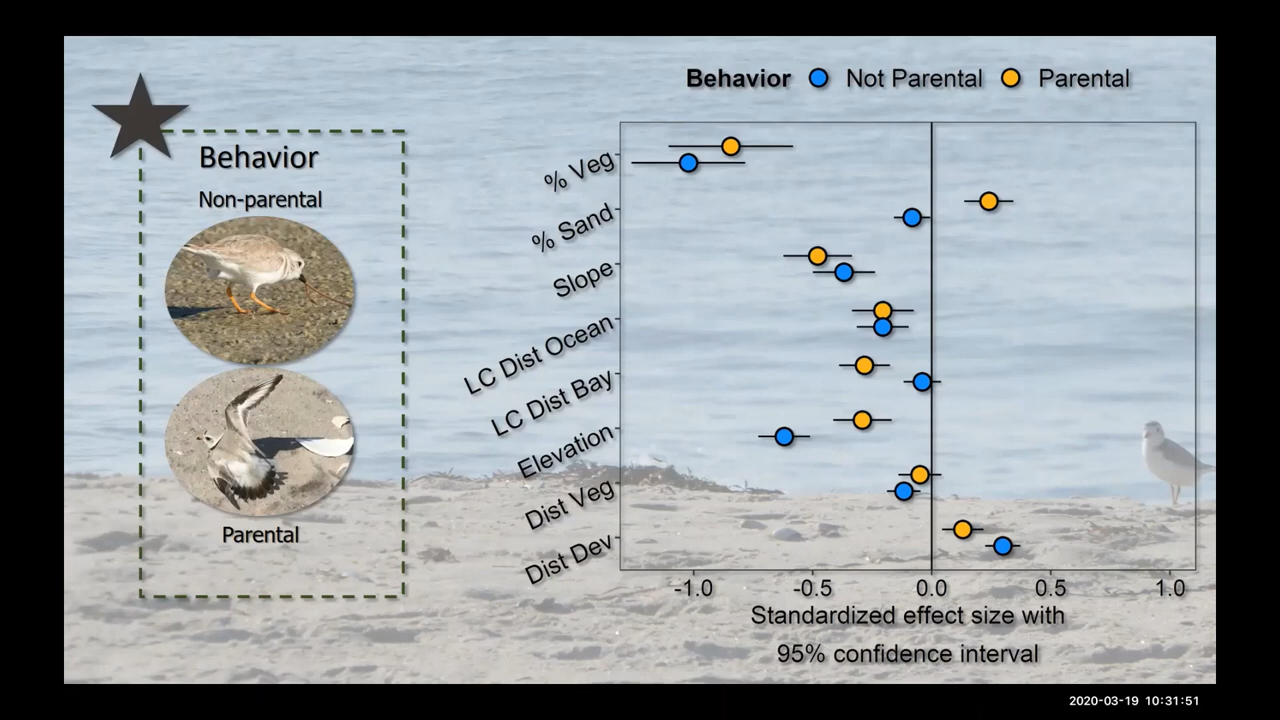 Behavior
Non-parental
Parental
Behavior Not Parental Parental
% Veg
% Sand
Slope
LC Dist Ocean
LC Dist Bay
Elevation
Dist Veg
Dist Dev
-1.0 -0.5 0.0 0.5 1.0
Standardized effect size with
95% confidence interval
2020-03-19 10:31:51